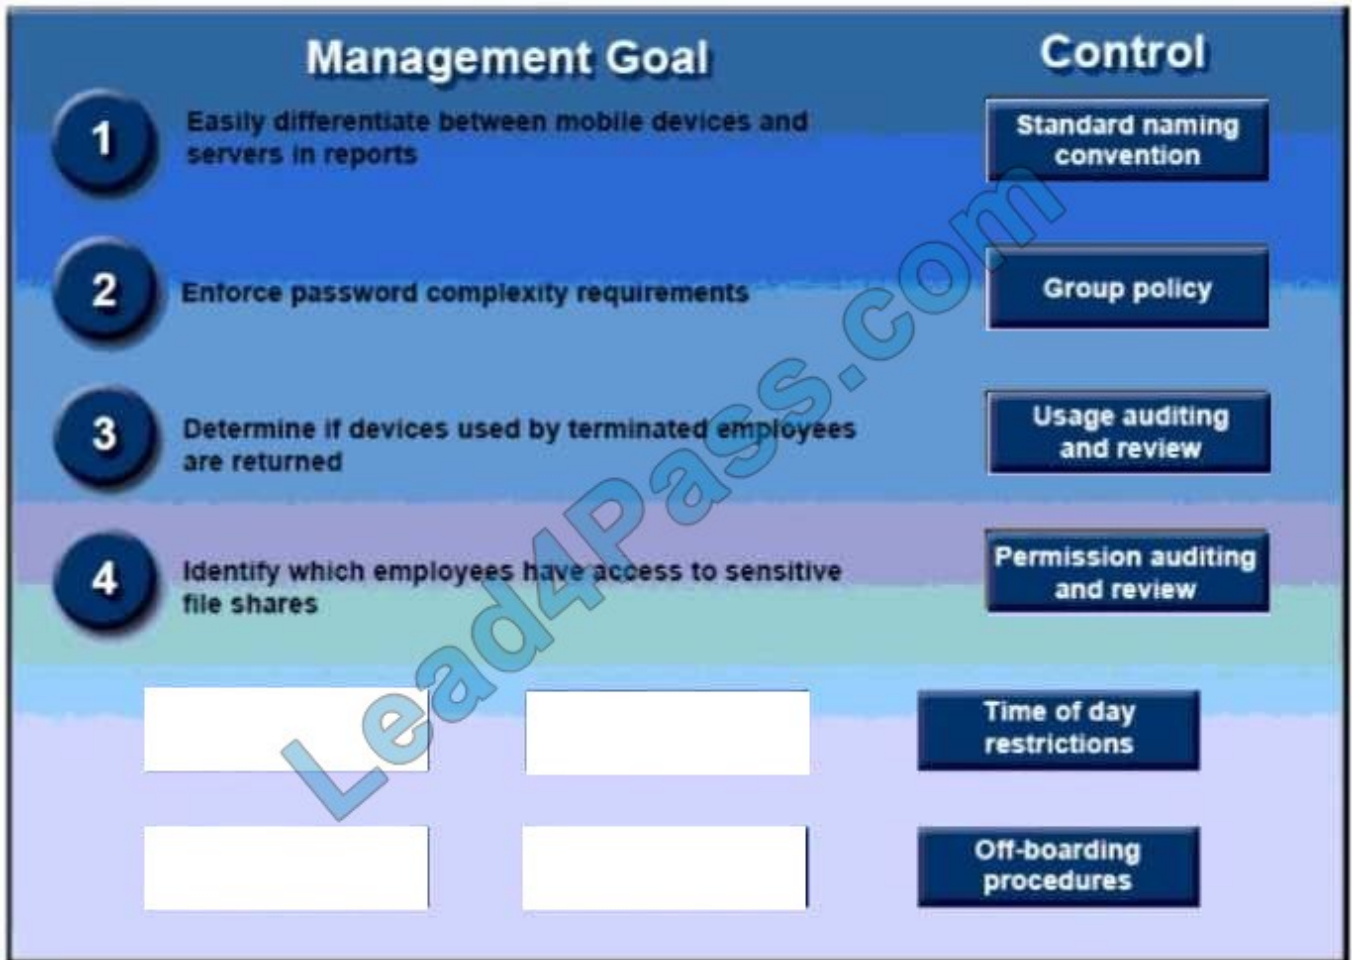 Management Goal
Control
1
Easily differentiate between mobile devices and
servers in reports
Standard naming
convention
2
Enforce password complexity requirements
Group policy
3
Determine if devices used by terminated employees
are returned
Usage auditing
and review
4
Identify which employees have access to sensitive
file shares
Permission auditing
and review
Time of day
restrictions
Off-boarding
procedures
Lead4Pass.com